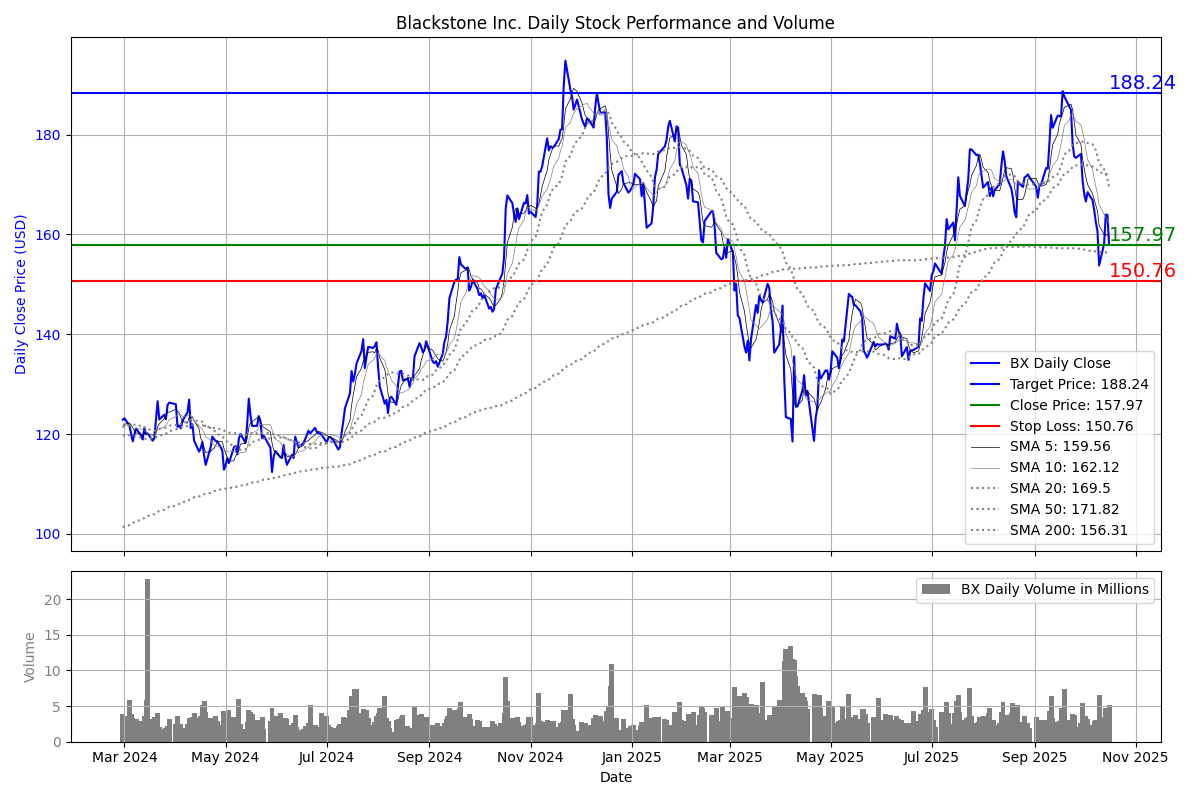 Blackstone Inc. Daily Stock Performance and Volume
Daily Close Price (USD)
180
160
140
120
100
188.24
157.97
150.76
BX Daily Close
Target Price: 188.24
Close Price: 157.97
Stop Loss: 150.76
SMA 5: 159.56
SMA 10: 162.12
SMA 20: 169.5
SMA 50: 171.82
SMA 200: 156.31
Volume
20
15
10
5
0
BX Daily Volume in Millions
Mar 2024 May 2024 Jul 2024 Sep 2024 Nov 2024 Jan 2025 Mar 2025 May 2025 Jul 2025 Sep 2025 Nov 2025
Date